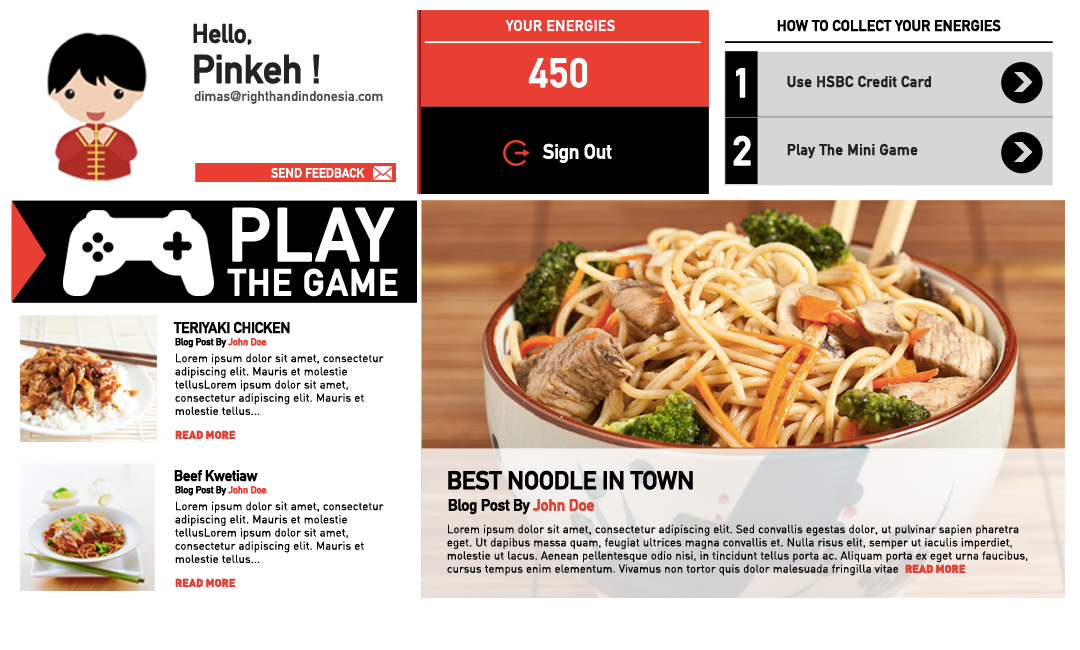 Hello,
Pinkeh !
dimas@righthandindonesia.com
SEND FEEDBACK
YOUR ENERGIES
450
Sign Out
HOW TO COLLECT YOUR ENERGIES
1
Use HSBC Credit Card
2
Play The Mini Game
PLAY
THE GAME
TERIYAKI CHICKEN
Blog Post By John Doe
Lorem ipsum dolor sit amet, consectetur
adipiscing elit. Mauris et molestie
tellusLorem ipsum dolor sit amet,
consectetur adipiscing elit. Mauris et
molestie tellus...
READ MORE
Beef Kwetiaw
Blog Post By John Doe
Lorem ipsum dolor sit amet, consectetur
adipiscing elit. Mauris et molestie
tellusLorem ipsum dolor sit amet,
consectetur adipiscing elit. Mauris et
molestie tellus...
READ MORE
BEST NOODLE IN TOWN
Blog Post By John Doe
Lorem ipsum dolor sit amet, consectetur adipiscing elit. Sed convallis egestas dolor, ut pulvinar sapien pharetra
eget. Ut dapibus massa quam, feugiat ultrices magna convallis et. Nulla risus elit, semper ut iaculis imperdiet,
molestie ut lacus. Aenean pellentesque odio nisi, in tincidunt tellus porta ac. Aliquam porta ex eget urna faucibus,
cursus tempus enim elementum. Vivamus non tortor quis dolor malesuada fringilla vitae READ MORE